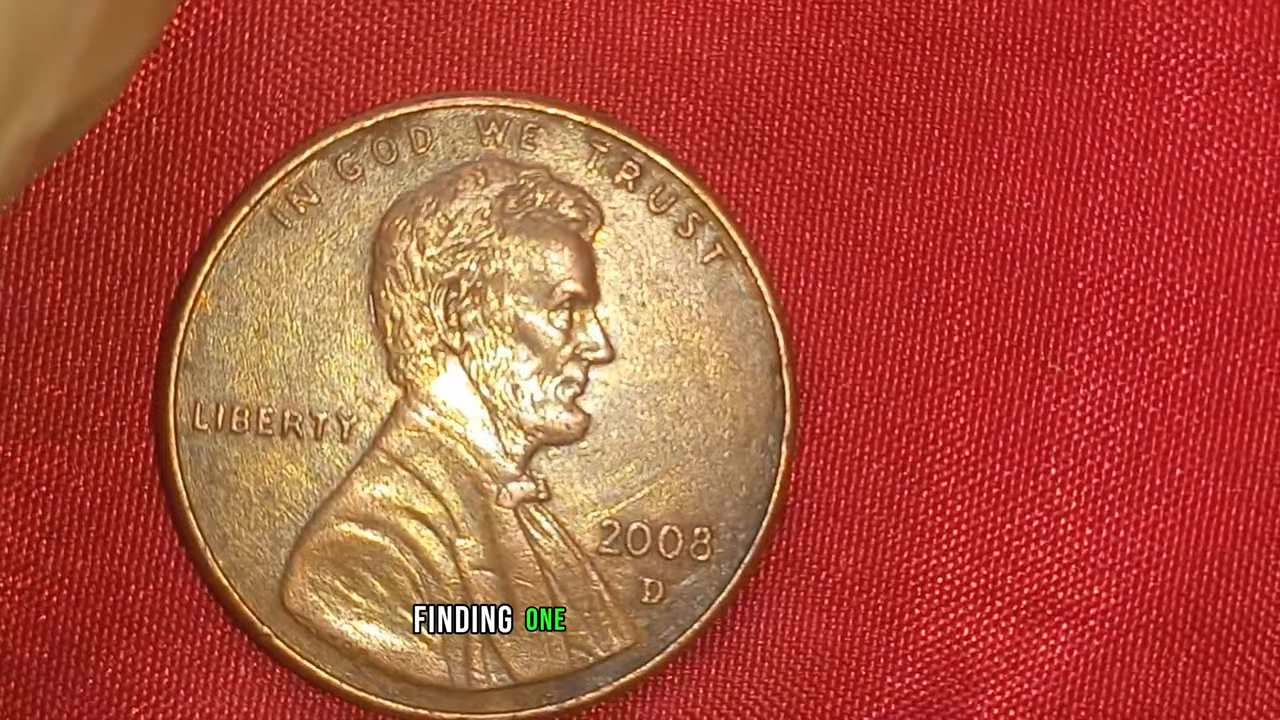 IN GOD WE TRUST
LIBERTY
2008
D
FINDING ONE